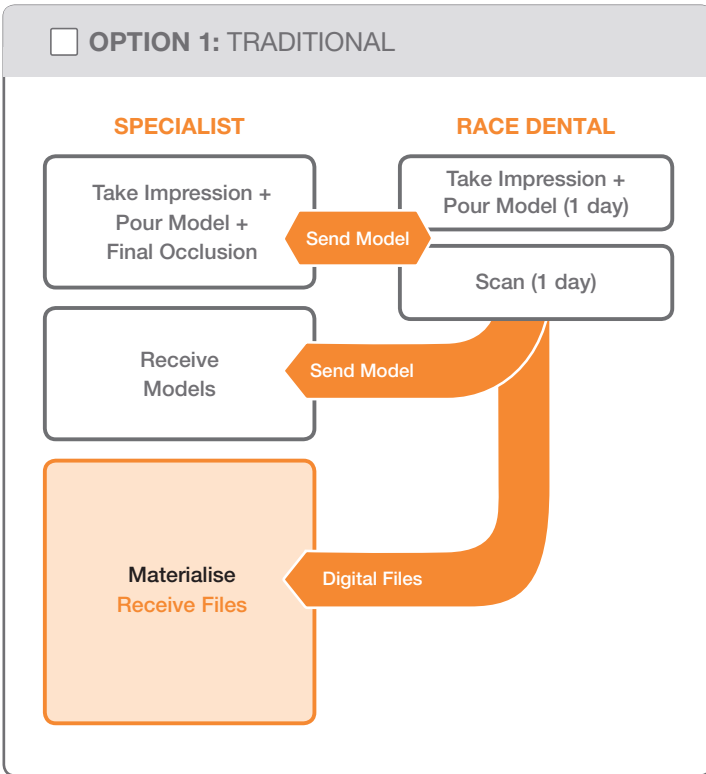 OPTION 1: TRADITIONAL
SPECIALIST
RACE DENTAL
Take Impression +
Pour Model +
Final Occlusion
Send Model
Take Impression +
Pour Model (1 day)
Scan (1 day)
Receive
Models
Send Model
Materialise
Receive Files
Digital Files